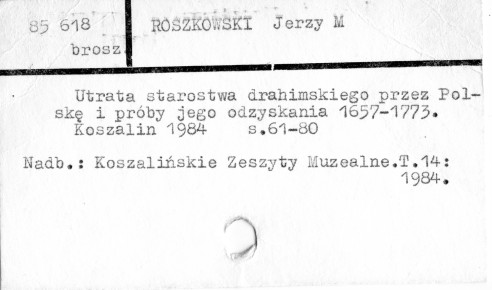 85 618 ROSZKOWSKI Jerzy M
brosz.
Utrata starostwa drahimskiego przez Pol-
skę i próby jego odzyskania 1657-1773.
Koszalin 1984 s.61-80
Nadb.: Koszalińskie Zeszyty Muzealne.T.14:
1984.